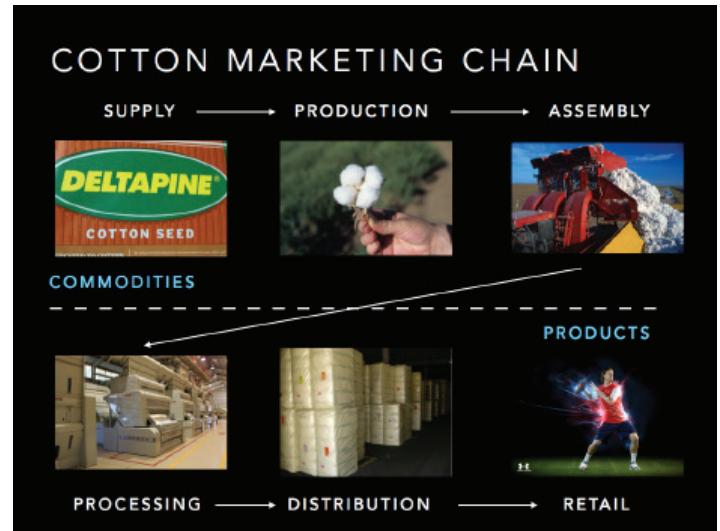 COTTON MARKETING CHAIN
SUPPLY PRODUCTION ASSEMBLY
DELTAPINE®
COTTON SEED
COMMODITIES
PRODUCTS
PROCESSING DISTRIBUTION RETAIL